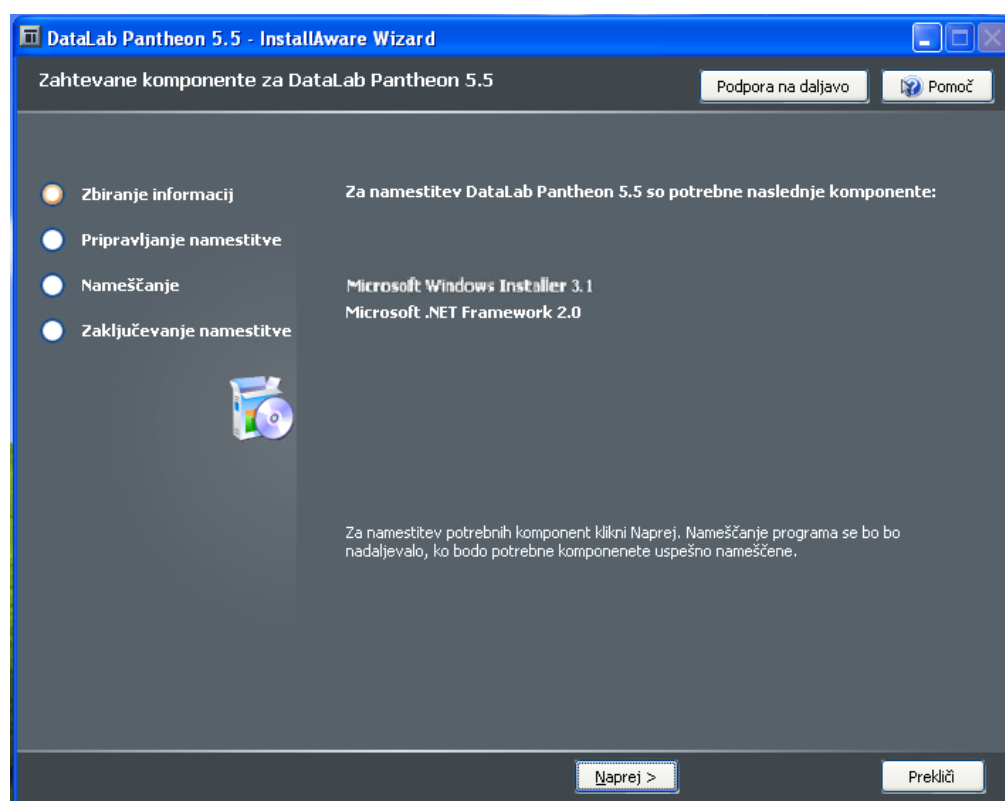 DataLab Pantheon 5.5 - InstallAware Wizard
Zahtevane komponente za DataLab Pantheon 5.5
Podpora na daljavo
Pomoč
Zbiranje informacij
Pripravljanje namestitve
Nameščanje
Zaključevanje namestitve
Za namestitev DataLab Pantheon 5.5 so potrebne naslednje komponente:
Microsoft Windows Installer 3.1
Microsoft .NET Framework 2.0
Za namestitev potrebnih komponent klikni Naprej. Nameščanje programa se bo bo
nadaljevalo, ko bodo potrebne komponenete uspešno nameščene.
Naprej >
Prekliči